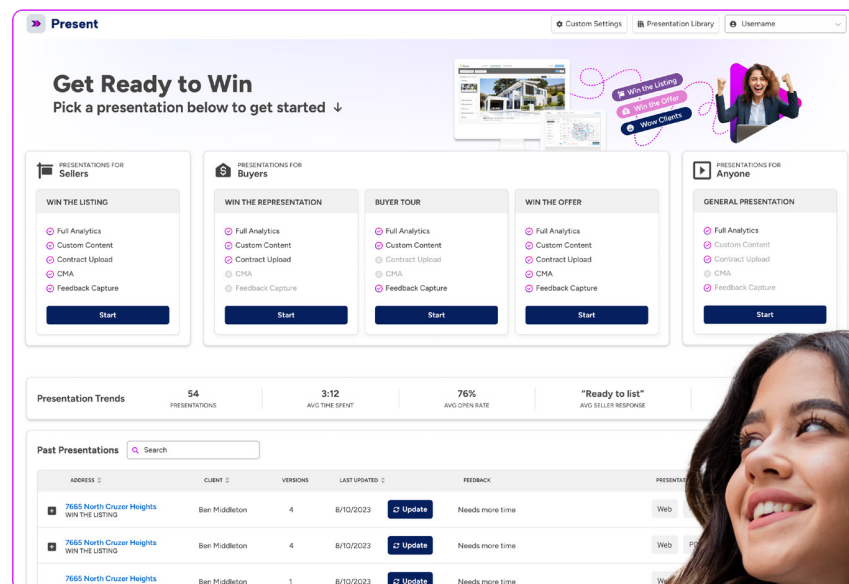 Present
Custom Settings
Presentation Library
Username
Get Ready to Win
Pick a presentation below to get started ↓
Win the Listing
Win the Offer
Wow Clients
PRESENTATIONS FOR
Sellers
WIN THE LISTING
Full Analytics
Custom Content
Contract Upload
CMA
Feedback Capture
Start
PRESENTATIONS FOR
Buyers
WIN THE REPRESENTATION
Full Analytics
Custom Content
Contract Upload
CMA
Feedback Capture
Start
BUYER TOUR
Full Analytics
Custom Content
Contract Upload
CMA
Feedback Capture
Start
WIN THE OFFER
Full Analytics
Custom Content
Contract Upload
CMA
Feedback Capture
Start
PRESENTATIONS FOR
Anyone
GENERAL PRESENTATION
Full Analytics
Custom Content
Contract Upload
CMA
Feedback Capture
Start
Presentation Trends
54
PRESENTATIONS
3:12
AVG TIME SPENT
76%
AVG OPEN RATE
“Ready to list”
AVG SELLER RESPONSE
Past Presentations
Search
ADDRESS CLIENT VERSIONS LAST UPDATED FEEDBACK
7665 North Cruzer Heights
WIN THE LISTING
Ben Middleton 4 8/10/2023 Update Needs more time Web
7665 North Cruzer Heights
WIN THE LISTING
Ben Middleton 4 8/10/2023 Update Needs more time Web
7665 North Cruzer Heights
Ben Middleton 1 8/10/2023 Update Needs more time